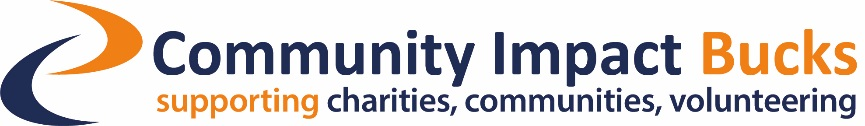 Community Impact Bucks
supporting charities, communities, volunteering